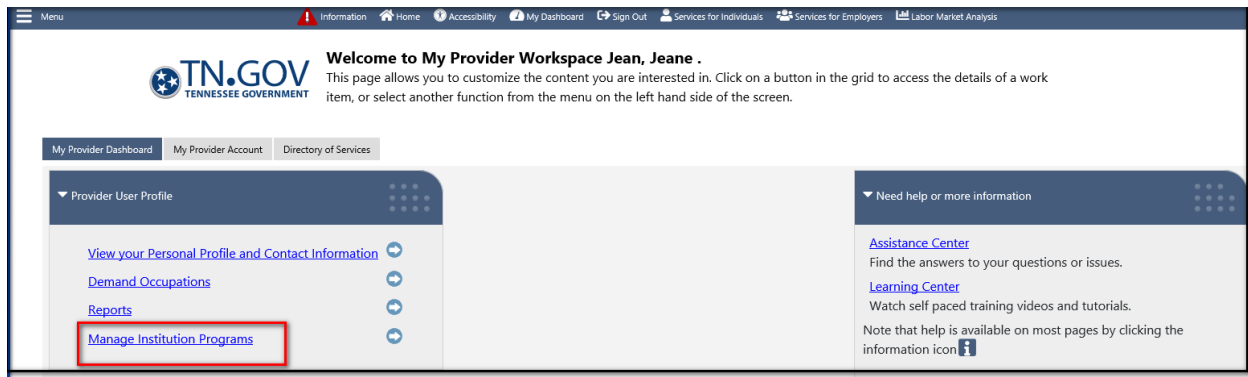 Menu
Information Home Accessibility My Dashboard Sign Out Services for Individuals Services for Employers Labor Market Analysis
TN.GOV
TENNESSEE GOVERNMENT
Welcome to My Provider Workspace Jean, Jeane .
This page allows you to customize the content you are interested in. Click on a button in the grid to access the details of a work
item, or select another function from the menu on the left hand side of the screen.
My Provider Dashboard My Provider Account Directory of Services
Provider User Profile
View your Personal Profile and Contact Information
Demand Occupations
Reports
Manage Institution Programs
Need help or more information
Assistance Center
Find the answers to your questions or issues.
Learning Center
Watch self paced training videos and tutorials.
Note that help is available on most pages by clicking the
information icon